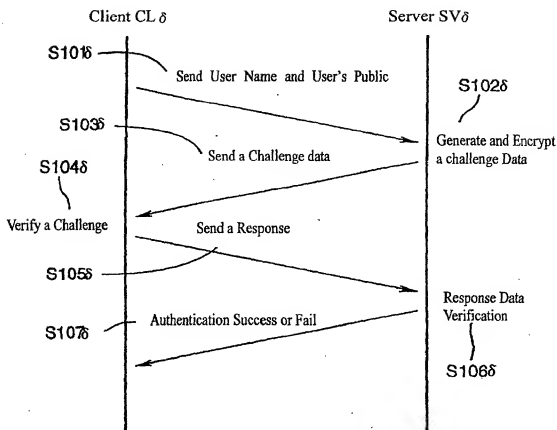 Client CL δ
Server SVδ
S101δ
Send User Name and User's Public
S102δ
S103δ
Generate and Encrypt
a challenge Data
Send a Challenge data
S104δ
Verify a Challenge
Send a Response
S105δ
Response Data
Verification
Authentication Success or Fail
S107δ
S106δ